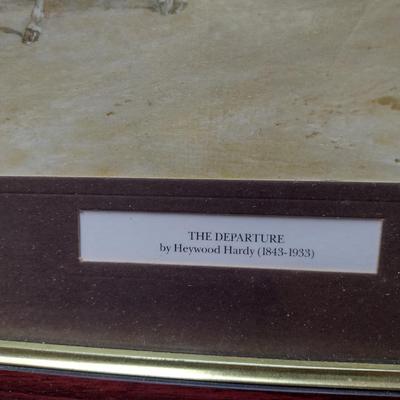 THE DEPARTURE
by Heywood Hardy (1843-1933)